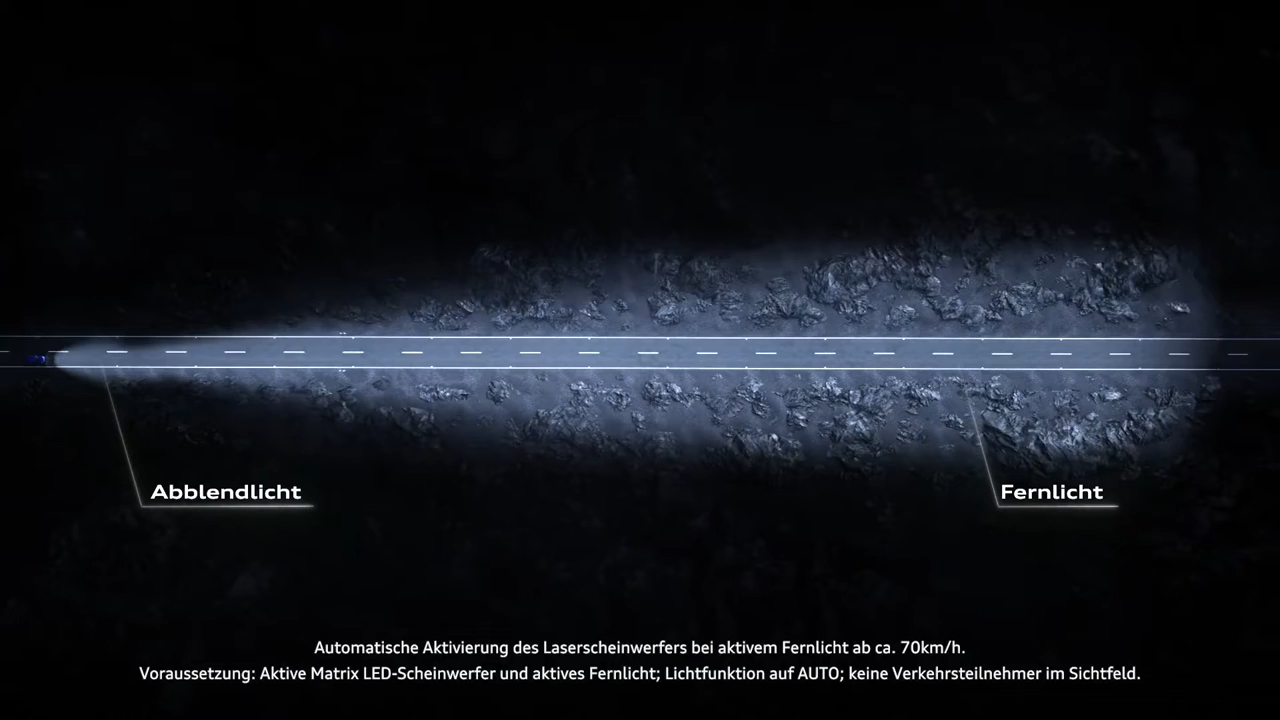 Abblendlicht
Fernlicht
Automatische Aktivierung des Laserscheinwerfers bei aktivem Fernlicht ab ca. 70km/h.
Voraussetzung: Aktive Matrix LED-Scheinwerfer und aktives Fernlicht; Lichtfunktion auf AUTO; keine Verkehrsteilnehmer im Sichtfeld.